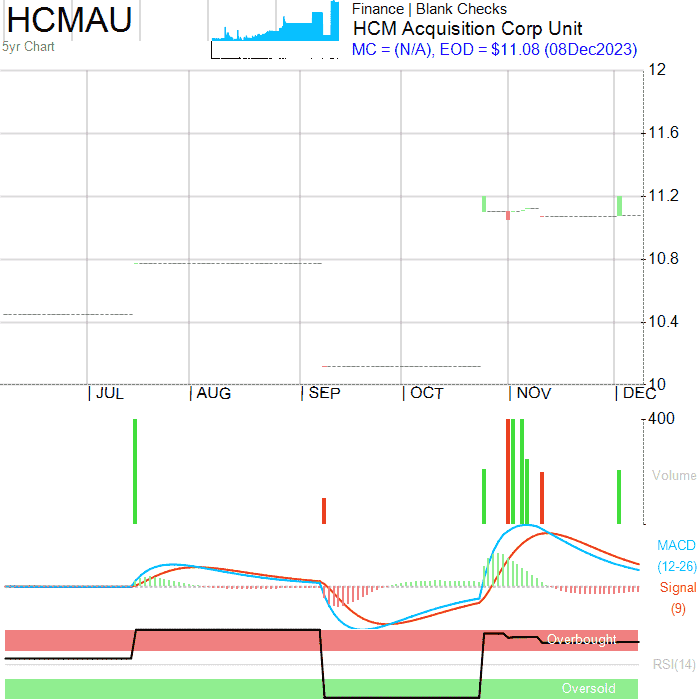 HCMAU
5yr Chart
Finance | Blank Checks
HCM Acquisition Corp Unit
MC = (N/A), EOD = $11.08 (08Dec2023)
12
11.6
11.2
10.8
10.4
10
JUL AUG SEP OCT NOV DEC
400
Volume
MACD
(12-26)
Signal
(9)
Overbought
RSI(14)
Oversold